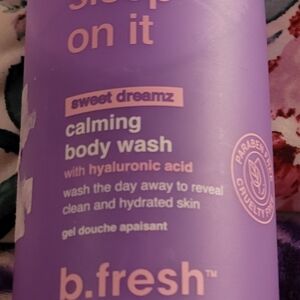 sleep
on it
sweet dreamz
calming
body wash
with hyaluronic acid
wash the day away to reveal
clean and hydrated skin
gel douche apaisant
PARABEN FREE
CRUELTY FREE
b.fresh™